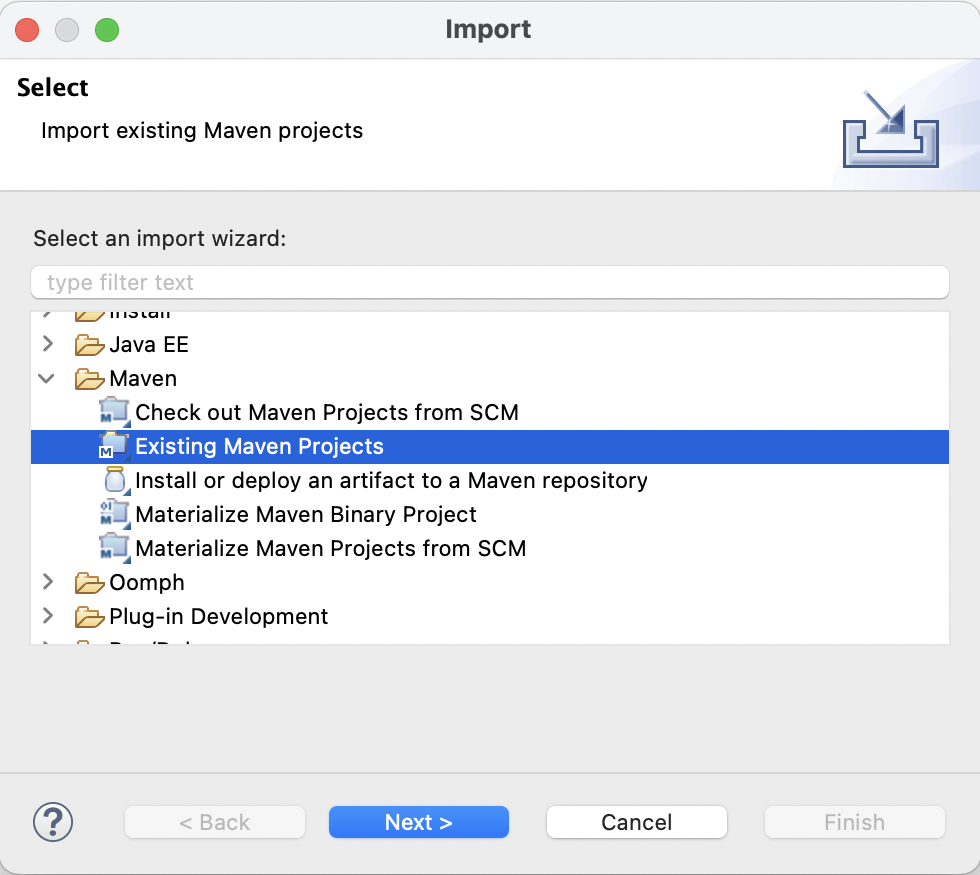 Import
Select
Import existing Maven projects
Select an import wizard:
type filter text
Install
Java EE
Maven
Check out Maven Projects from SCM
Existing Maven Projects
Install or deploy an artifact to a Maven repository
Materialize Maven Binary Project
Materialize Maven Projects from SCM
Oomph
Plug-in Development
? < Back Next > Cancel Finish